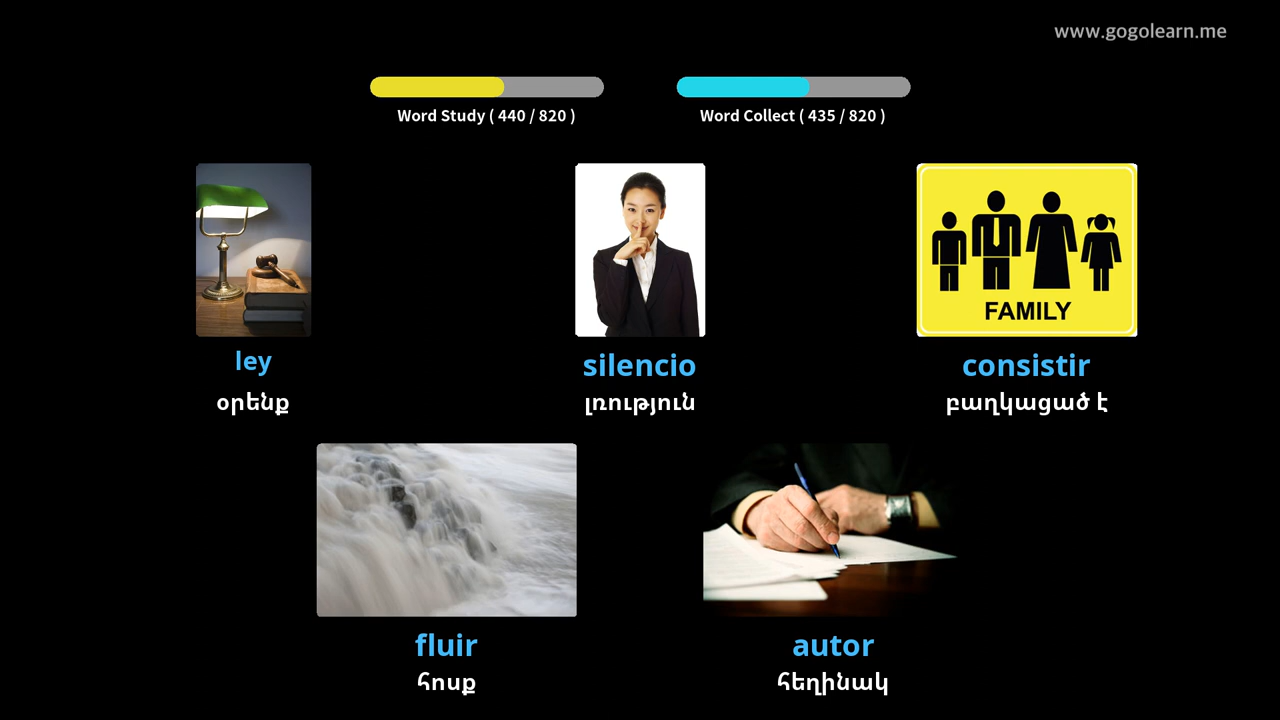 www.gogolearn.me
Word Study ( 440 / 820 )
Word Collect ( 435 / 820 )
FAMILY
ley
օրենք
silencio
լռություն
consistir
բաղկացած է
fluir
հոսք
autor
հեղինակ